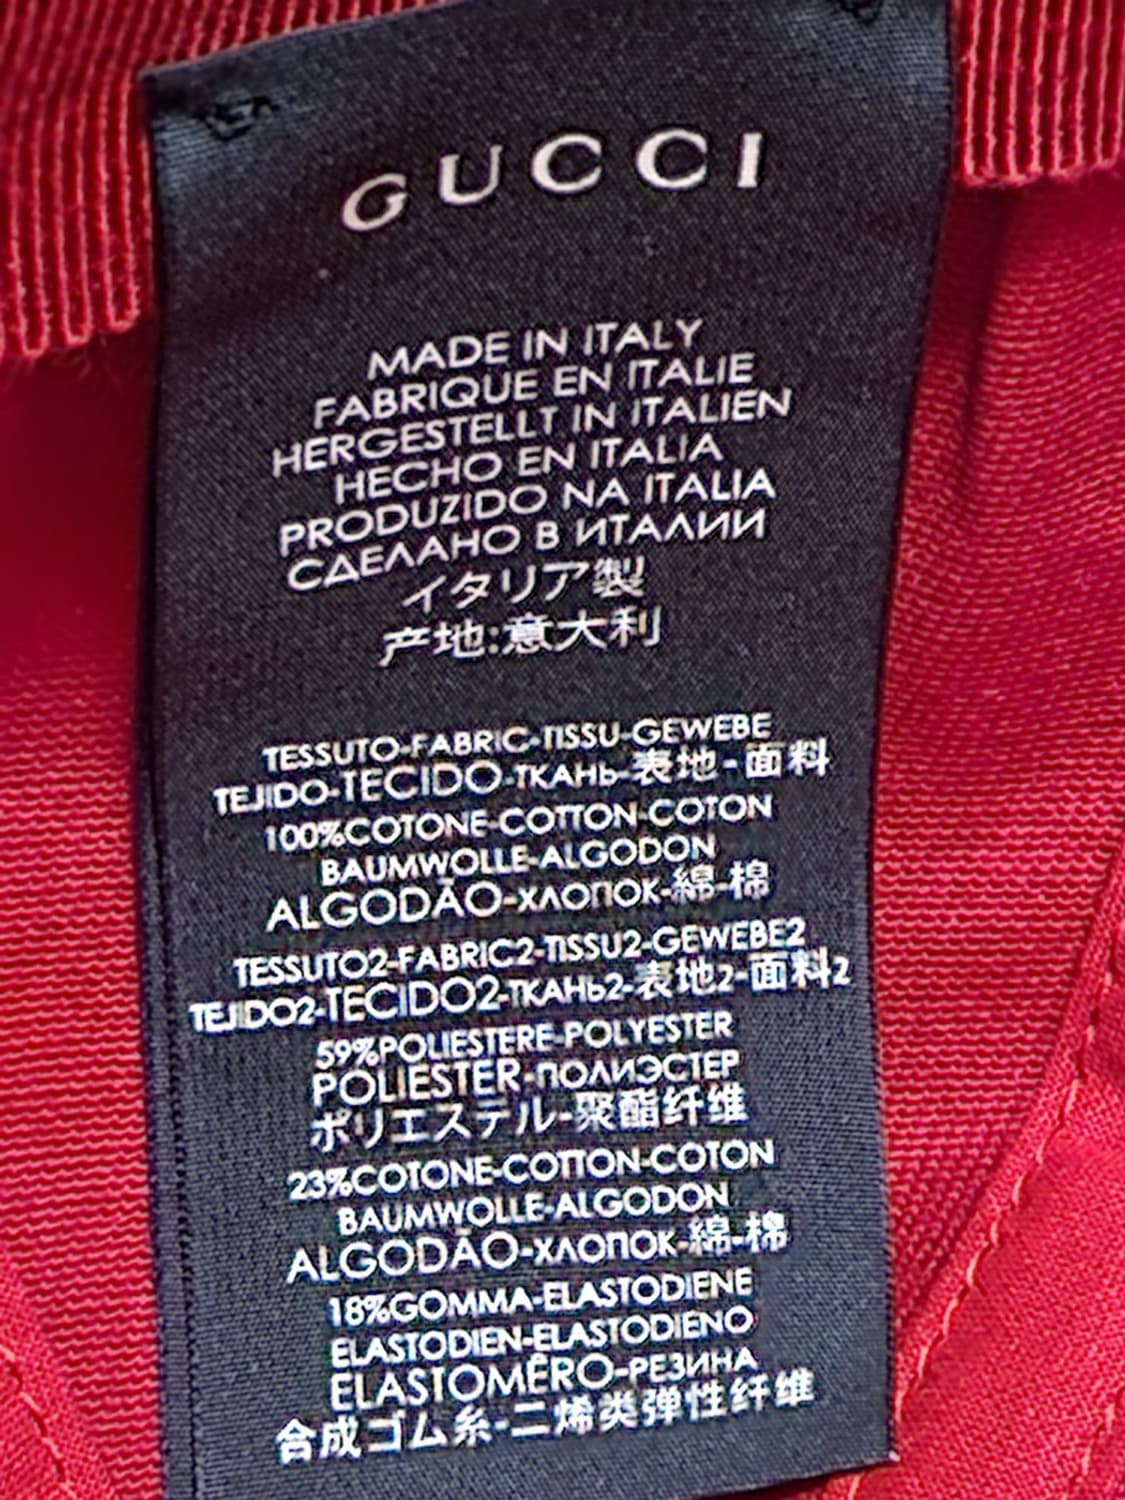 GUCCI
MADE IN ITALY
FABRIQUE EN ITALIE
HERGESTELLT IN ITALIEN
HECHO EN ITALIA
PRODUZIDO NA ITALIA
СДЕЛАНО В ИТАЛИИ
イタリア製
产地:意大利
TESSUTO-FABRIC-TISSU-GEWEBE
TEJIDO-TECIDO-ТКАНЬ-表地-面料
100%COTONE-COTTON-COTON
BAUMWOLLE-ALGODON
ALGODÃO-ХЛОПОК-綿-棉
TESSUTO2-FABRIC2-TISSU2-GEWEBE2
TEJIDO2-TECIDO2-ТКАНЬ2-表地2-面料2
59%POLIESTERE-POLYESTER
POLIESTER-ПОЛИЭСТЕР
ポリエステル-聚酯纤维
23%COTONE-COTTON-COTON
BAUMWOLLE-ALGODON
ALGODÃO-ХЛОПОК-綿-棉
18%GOMMA-ELASTODIENE
ELASTODIEN-ELASTODIENO
ELASTOMÊRO-РЕЗИНА
合成ゴム糸-二烯类弹性纤维